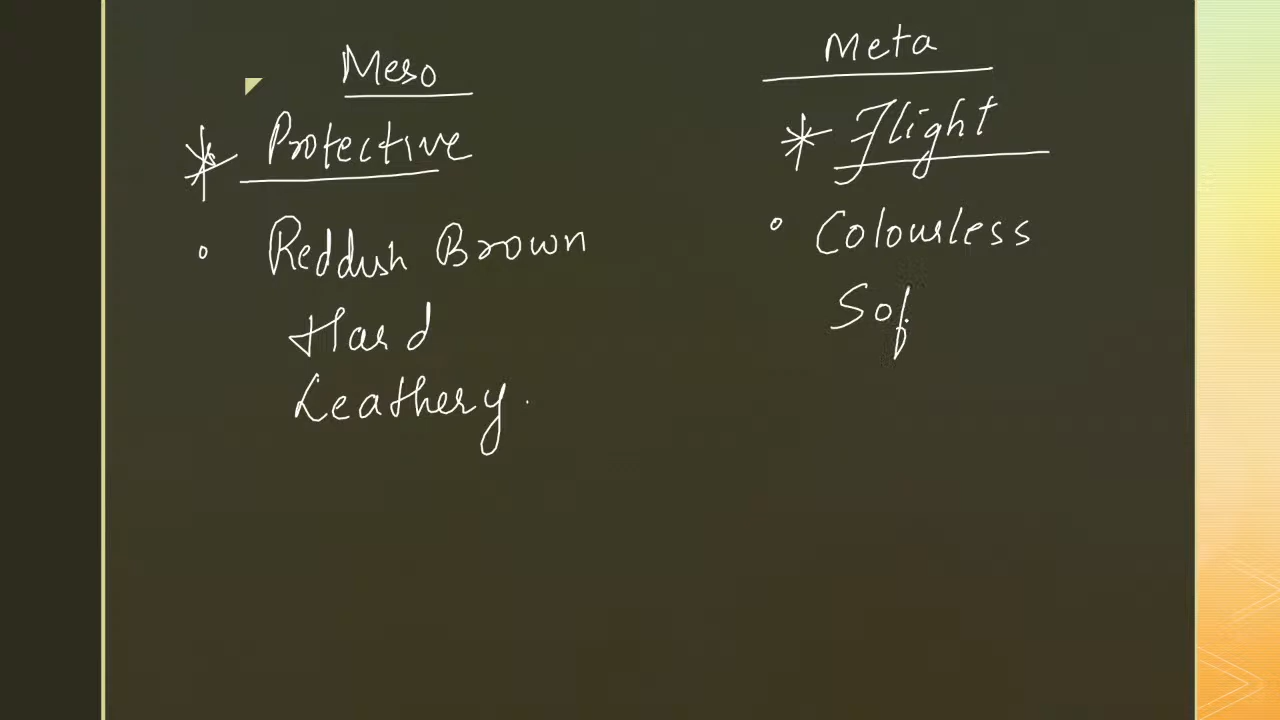 Meso
* Protective
° Reddish Brown
Hard
Leathery.
Meta
* Flight
° Colourless
Sof